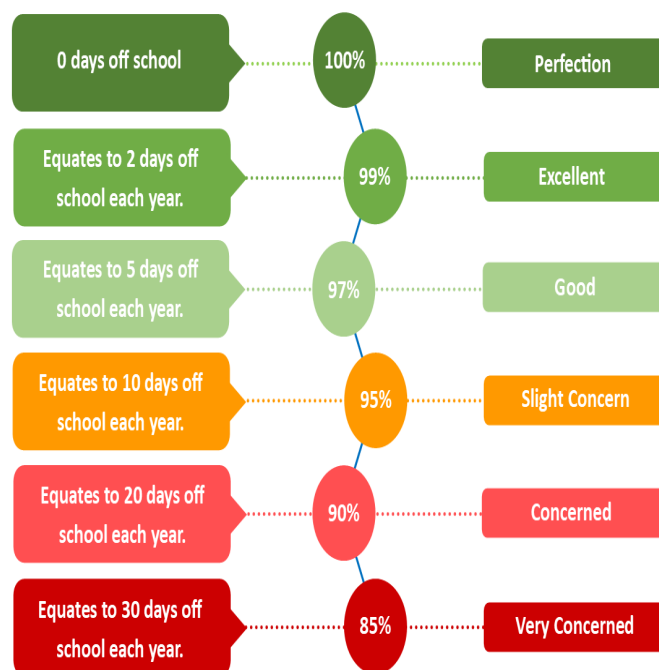 0 days off school
100%
Perfection
Equates to 2 days off
school each year.
99%
Excellent
Equates to 5 days off
school each year.
97%
Good
Equates to 10 days off
school each year.
95%
Slight Concern
Equates to 20 days off
school each year.
90%
Concerned
Equates to 30 days off
school each year.
85%
Very Concerned